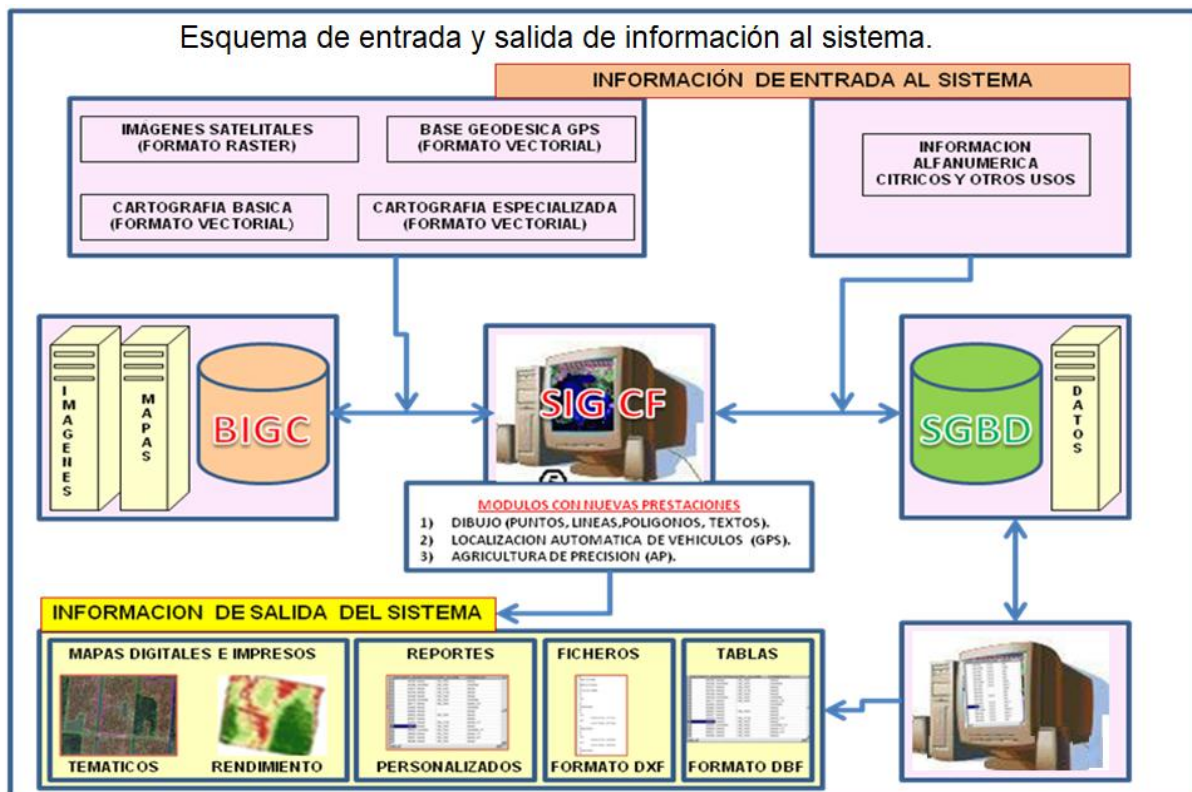 Esquema de entrada y salida de información al sistema.
INFORMACIÓN DE ENTRADA AL SISTEMA
IMÁGENES SATELITALES
(FORMATO RASTER)
BASE GEODESICA GPS
(FORMATO VECTORIAL)
CARTOGRAFIA BASICA
(FORMATO VECTORIAL)
CARTOGRAFIA ESPECIALIZADA
(FORMATO VECTORIAL)
INFORMACION
ALFANUMERICA
CITRICOS Y OTROS USOS
IMAGENES
MAPAS
BIGC
SIG CF
SGBD
DATOS
MODULOS CON NUEVAS PRESTACIONES
1) DIBUJO (PUNTOS, LINEAS,POLIGONOS, TEXTOS).
2) LOCALIZACION AUTOMATICA DE VEHICULOS (GPS).
3) AGRICULTURA DE PRECISION (AP).
INFORMACION DE SALIDA DEL SISTEMA
MAPAS DIGITALES E IMPRESOS
TEMATICOS
RENDIMIENTO
REPORTES
PERSONALIZADOS
FICHEROS
FORMATO DXF
TABLAS
FORMATO DBF